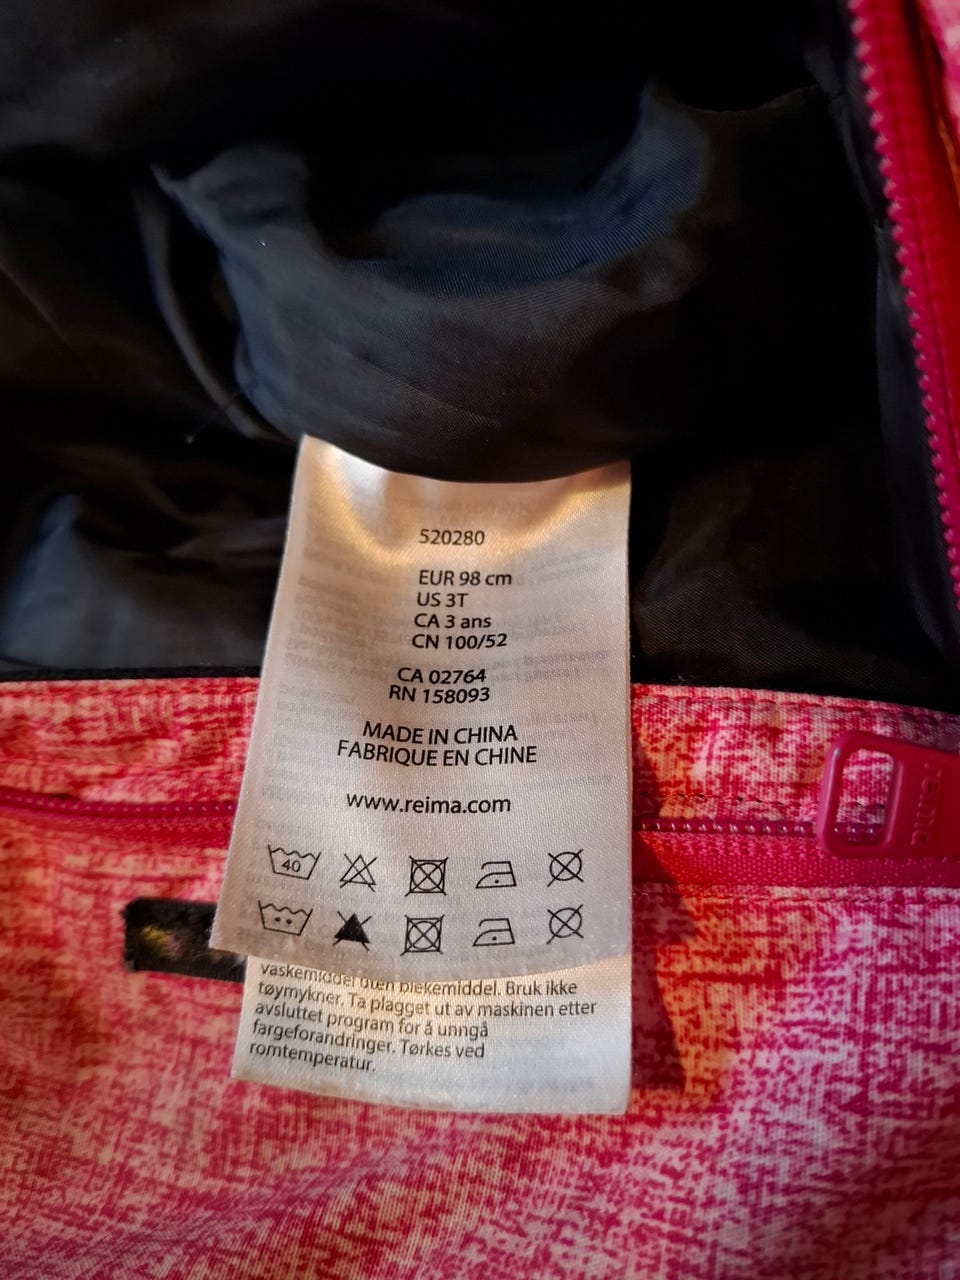 520280
EUR 98 cm
US 3T
CA 3 ans
CN 100/52
CA 02764
RN 158093
MADE IN CHINA
FABRIQUE EN CHINE
www.reima.com
40
reima
vaskemiddel uten blekemiddel. Bruk ikke
tøymykner. Ta plagget ut av maskinen etter
avsluttet program for å unngå
fargeforandringer. Tørkes ved
romtemperatur.